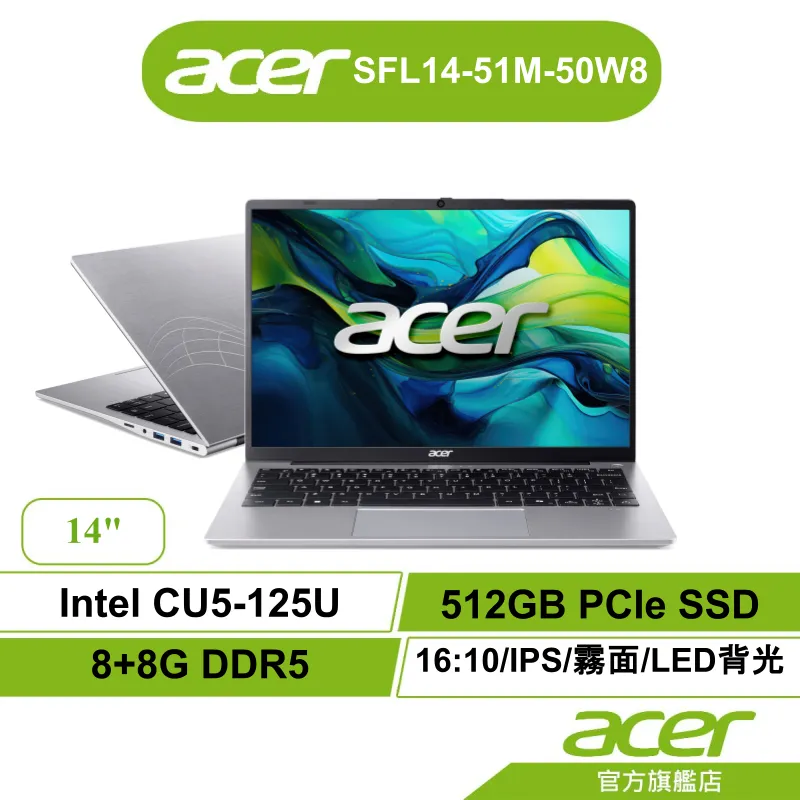 acer SFL14-51M-50W8
acer
acer
14"
Intel CU5-125U
512GB PCIe SSD
8+8G DDR5
16:10/IPS/霧面/LED背光
acer
官方旗艦店